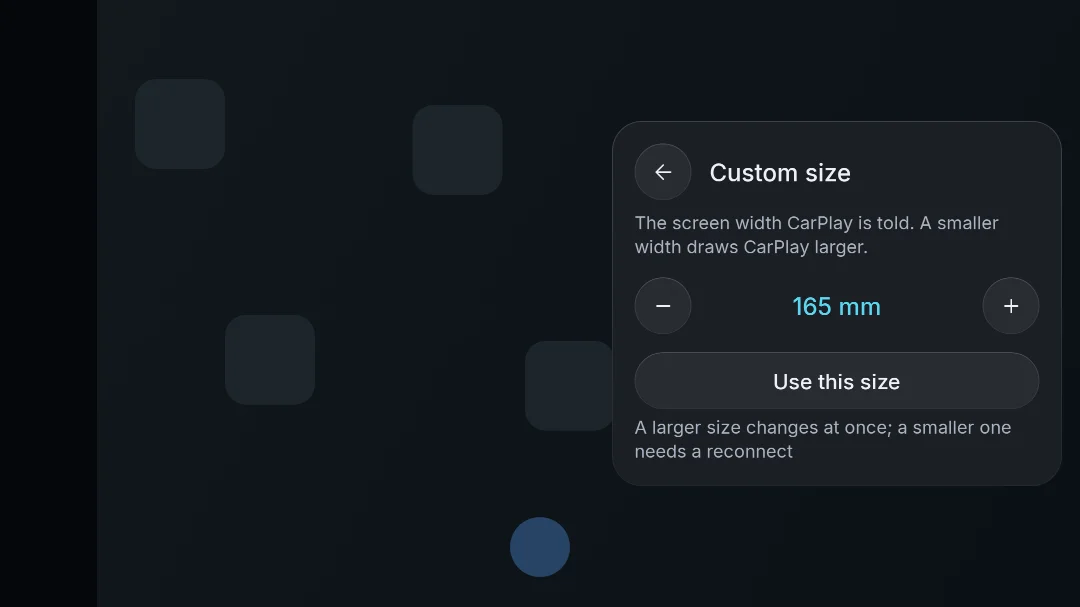 Custom size
The screen width CarPlay is told. A smaller
width draws CarPlay larger.
− 165 mm +
Use this size
A larger size changes at once; a smaller one
needs a reconnect